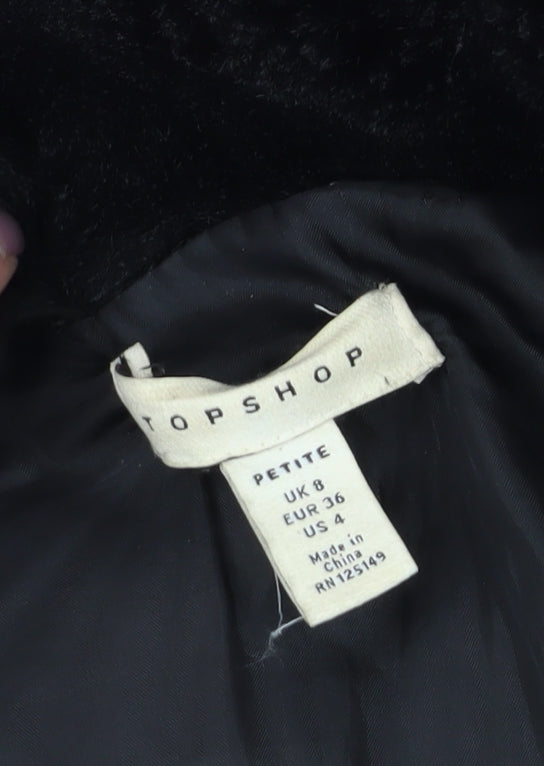 TOPSHOP
PETITE
UK 8
EUR 36
US 4
Made in
China
RN125149